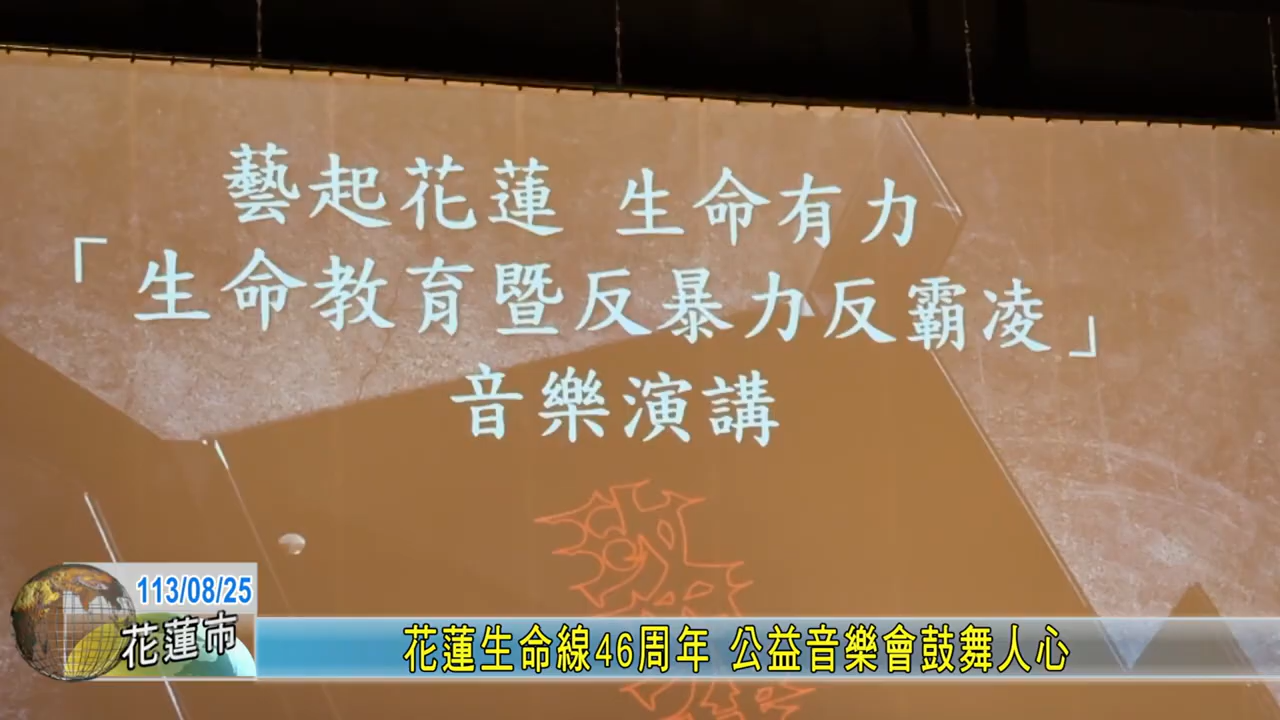 藝起花蓮 生命有力
「生命教育暨反暴力反霸凌」
音樂演講
113/08/25
花蓮市
花蓮生命線46周年 公益音樂會鼓舞人心